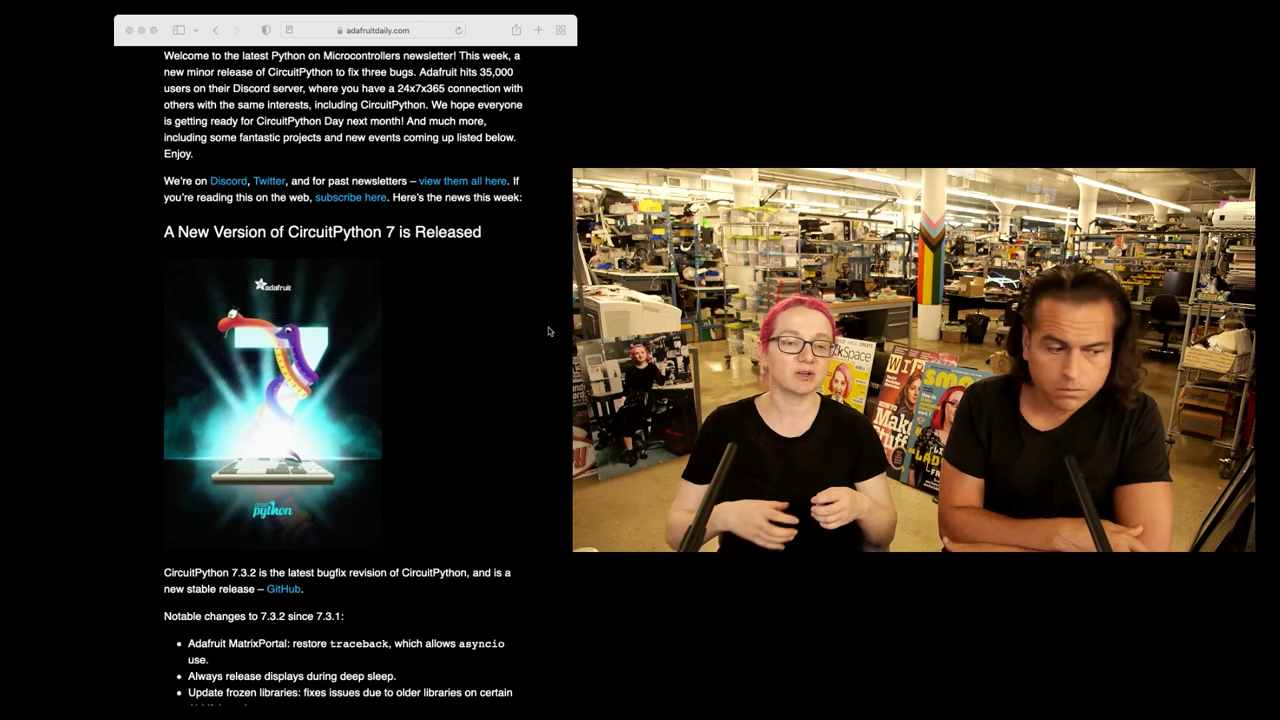 adafruitdaily.com
Welcome to the latest Python on Microcontrollers newsletter! This week, a
new minor release of CircuitPython to fix three bugs. Adafruit hits 35,000
users on their Discord server, where you have a 24x7x365 connection with
others with the same interests, including CircuitPython. We hope everyone
is getting ready for CircuitPython Day next month! And much more,
including some fantastic projects and new events coming up listed below.
Enjoy.
We're on Discord, Twitter, and for past newsletters – view them all here. If
you're reading this on the web, subscribe here. Here's the news this week:
A New Version of CircuitPython 7 is Released
adafruit
python
CircuitPython 7.3.2 is the latest bugfix revision of CircuitPython, and is a
new stable release – GitHub.
Notable changes to 7.3.2 since 7.3.1:
• Adafruit MatrixPortal: restore traceback, which allows asyncio
use.
• Always release displays during deep sleep.
• Update frozen libraries: fixes issues due to older libraries on certain
Make
Stuff